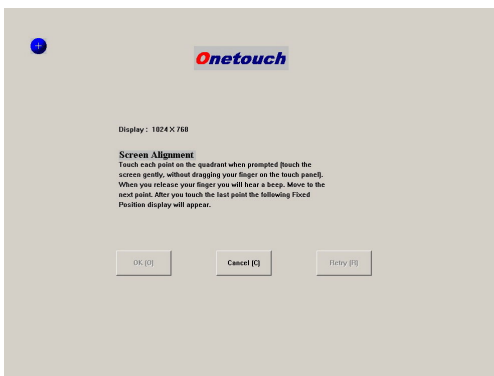 Onetouch
Display : 1024 X 768
Screen Alignment
Touch each point on the quadrant when prompted (touch the
screen gently, without dragging your finger on the touch panel).
When you release your finger you will hear a beep. Move to the
next point. After you touch the last point the following Fixed
Position display will appear.
OK (O) Cancel (C) Retry (R)